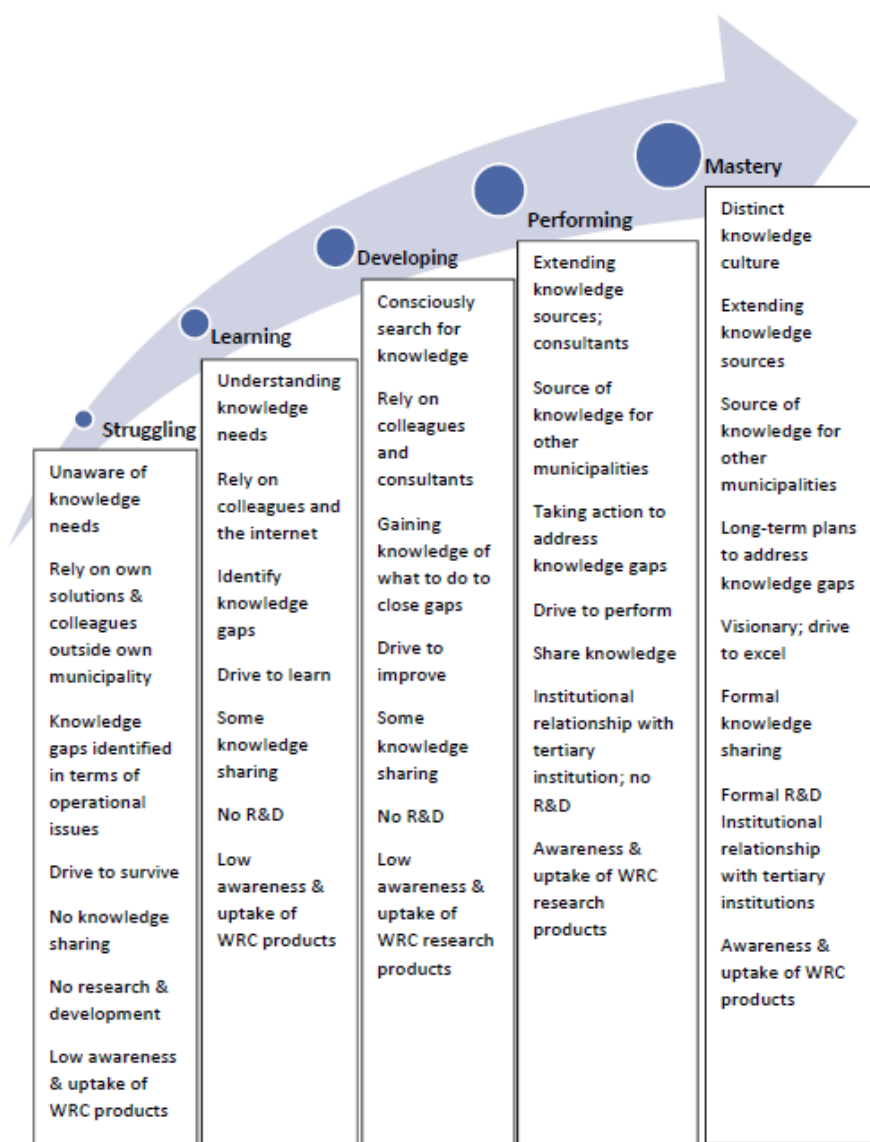 Struggling
Unaware of
knowledge
needs
Rely on own
solutions &
colleagues
outside own
municipality
Knowledge
gaps identified
in terms of
operational
issues
Drive to survive
No knowledge
sharing
No research &
development
Low awareness
& uptake of
WRC products
Learning
Understanding
knowledge
needs
Rely on
colleagues and
the internet
Identify
knowledge
gaps
Drive to learn
Some
knowledge
sharing
No R&D
Low
awareness &
uptake of
WRC products
Developing
Consciously
search for
knowledge
Rely on
colleagues
and
consultants
Gaining
knowledge of
what to do to
close gaps
Drive to
improve
Some
knowledge
sharing
No R&D
Low
awareness &
uptake of
WRC research
products
Performing
Extending
knowledge
sources;
consultants
Source of
knowledge for
other
municipalities
Taking action to
address
knowledge gaps
Drive to perform
Share knowledge
Institutional
relationship with
tertiary
institution; no
R&D
Awareness &
uptake of WRC
research
products
Mastery
Distinct
knowledge
culture
Extending
knowledge
sources
Source of
knowledge for
other
municipalities
Long-term plans
to address
knowledge gaps
Visionary; drive
to excel
Formal
knowledge
sharing
Formal R&D
Institutional
relationship
with tertiary
institutions
Awareness &
uptake of WRC
products